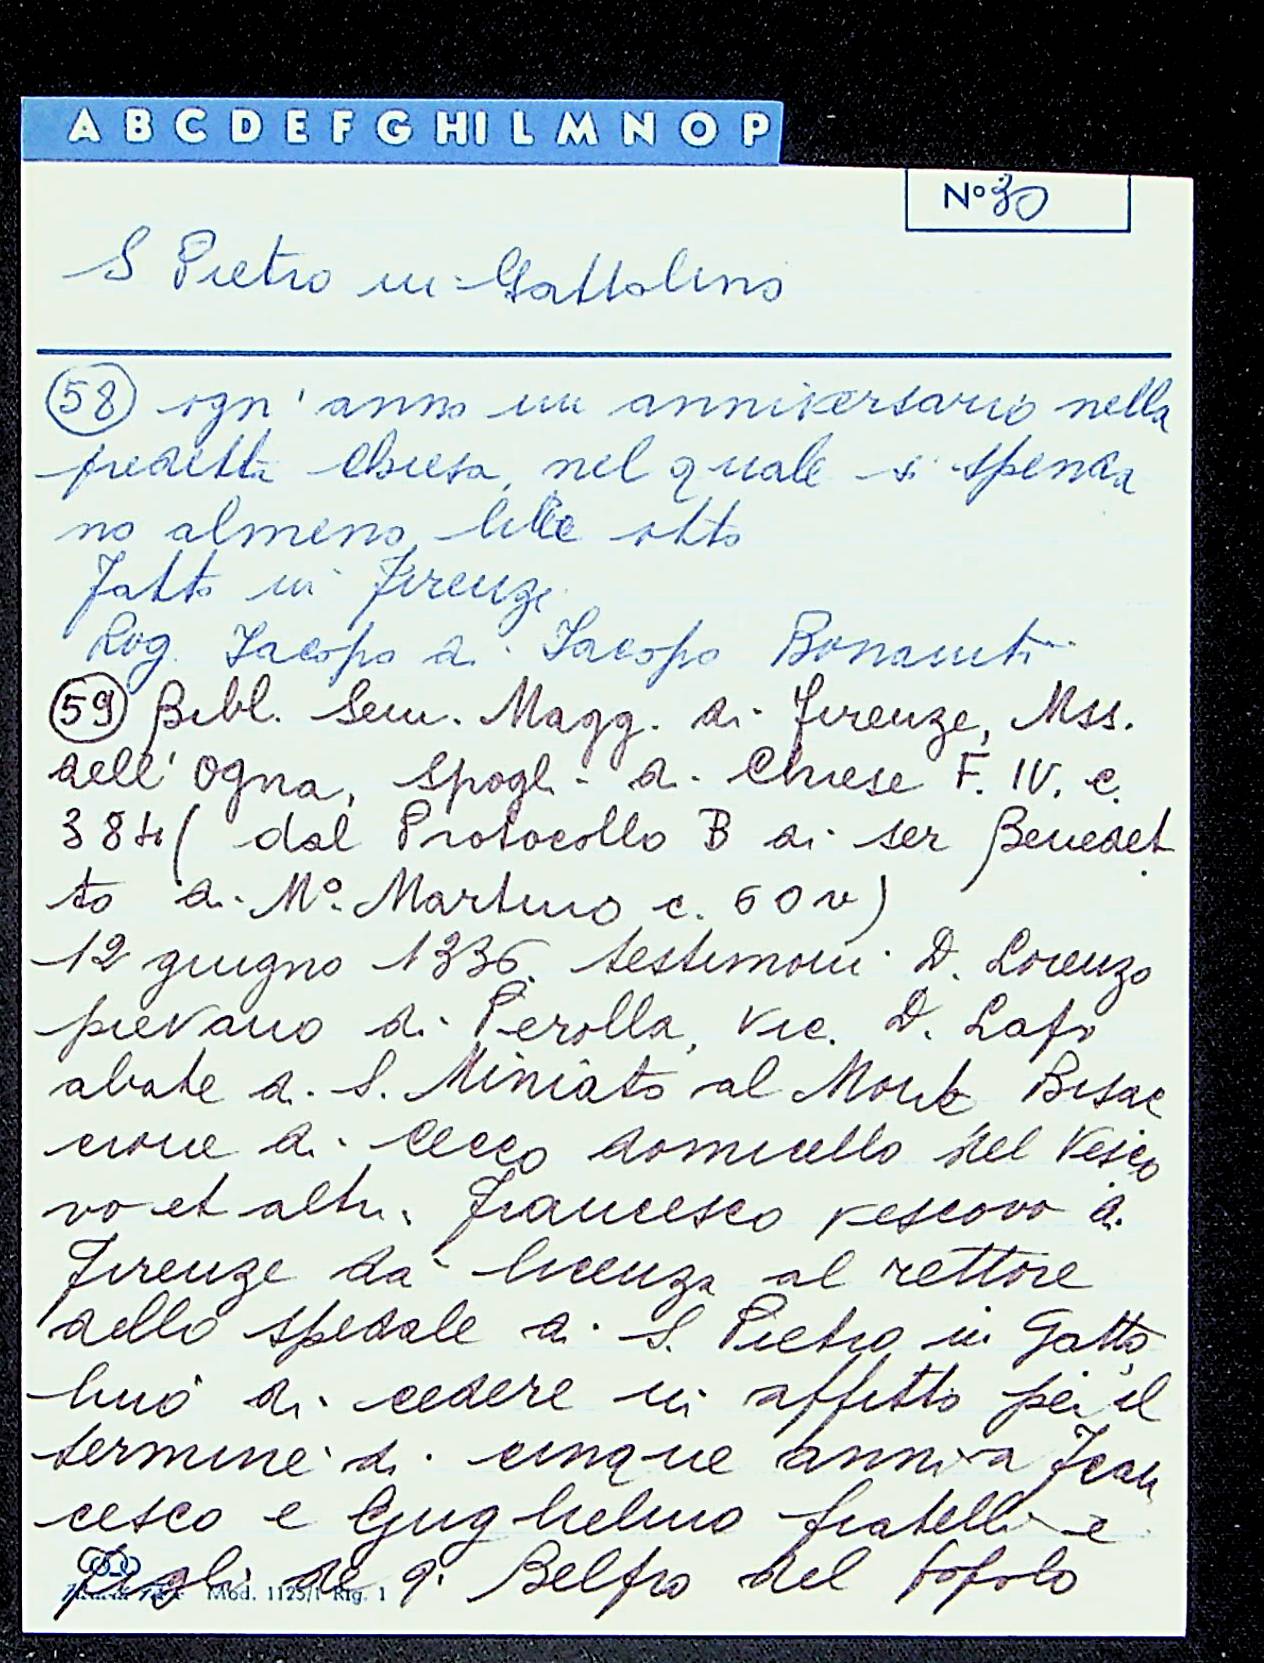 A B C D E F G H I L M N O P
N° 30
S Pietro in Gattolino
58 ogn' anno un anniversario nella
predetta Chiesa, nel quale si spenda
no almeno lire otto
Fatto in Firenze
Rog. Iacopo di Iacopo Bonaiuti
59 Bibl. Sem. Magg. di Firenze, Mss.
dell'Ogna, Spogli di Chiese F. IV. c.
384 ( dal Protocollo B di ser Benedet
to di M° Martino c. 60 v)
12 giugno 1336. testimoni D. Lorenzo
pievano di Perolla, Vic. D. Lapo
abate di S. Miniato al Monte Bisac
cione di Cecco domicello del Vesco
vo et altri. Francesco vescovo di
Firenze da licenza al rettore
dello spedale di S. Pietro in Gatto
lino di cedere in affitto per il
termine di cinque anni a Fran
cesco e Guglielmo fratelli e
figli del q. Belfro del popolo
Mod. 1125/1 Rig. 1